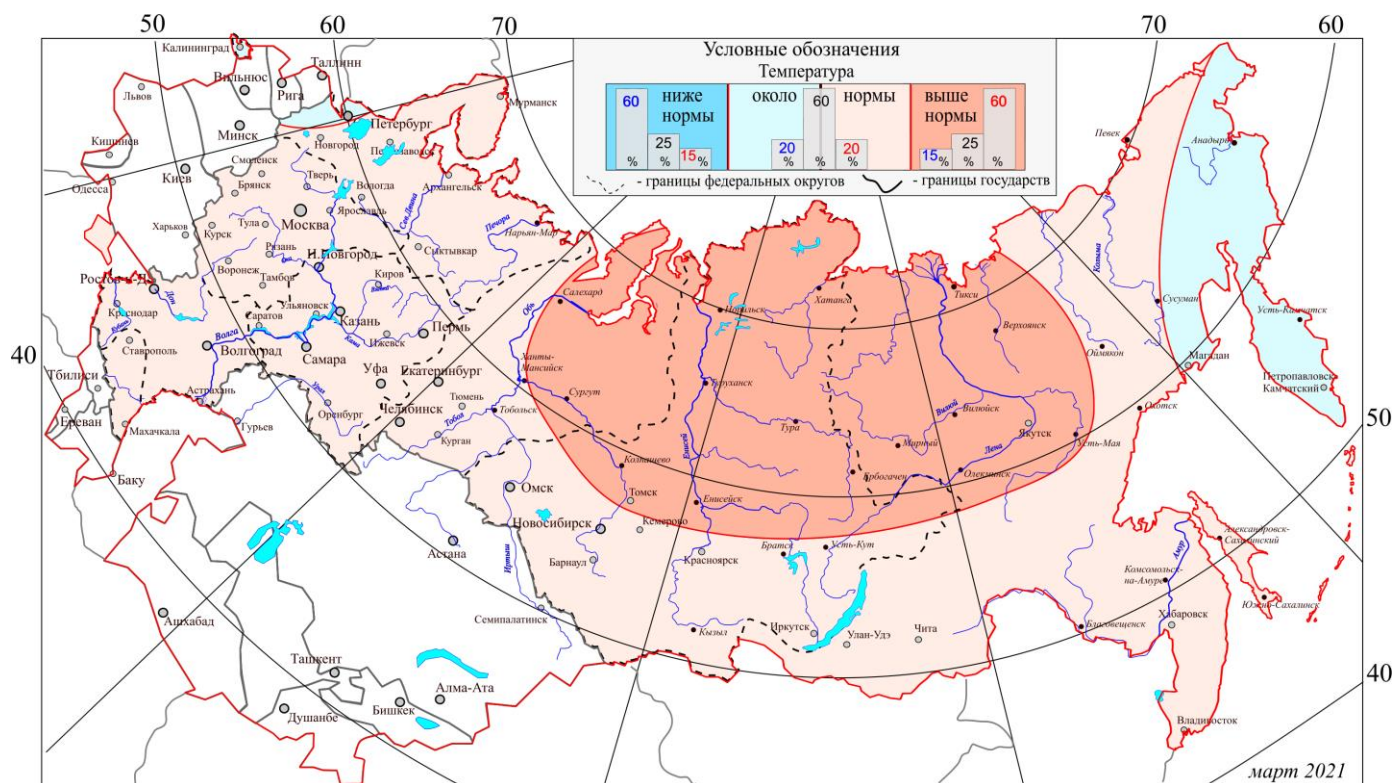 50
60
70
70
60
Калининград
Вильнюс
Рига
Таллинн
Львов
Минск
Петербург
Мурманск
Кишинев
Новгород
Одесса
Киев
Смоленск
Брянск
Тверь
Вологда
Архангельск
Москва
Ярославль
Сев.Двина
Печора
Нарьян-Мар
Харьков
Курск
Тула
Рязань
Сыктывкар
Воронеж
Тамбов
Н.Новгород
Киров
Вятка
Ока
Ростов-н-Д
Дон
Ульяновск
Казань
Пермь
Краснодар
Кубань
Саратов
Кама
Ижевск
Ставрополь
Волга
Волгоград
Самара
Уфа
Екатеринбург
40
Тбилиси
Ереван
Астрахань
Урал
Оренбург
Челябинск
Тюмень
Тобольск
Махачкала
Гурьев
Тобол
Курган
Баку
Условные обозначения
Температура
60
%
25
%
15
%
ниже
нормы
около
20
%
60
%
20
%
нормы
выше
нормы
15
%
25
%
60
%
- границы федеральных округов
- границы государств
Салехард
Обь
Ханты-
Мансийск
Сургут
Колпашево
Томск
Омск
Новосибирск
Кемерово
Барнаул
Астана
Иртыш
Семипалатинск
Ашхабад
Ташкент
Душанбе
Бишкек
Алма-Ата
Норильск
Хатанга
Тикси
Верхоянск
Туруханск
Тура
Енисей
Енисейск
Ербогачен
Мирный
Вилюй
Вилюйск
Лена
Олекминск
Якутск
Усть-Мая
Красноярск
Братск
Усть-Кут
Кызыл
Иркутск
Улан-Удэ
Чита
Певек
Анадырь
Колыма
Сусуман
Оймякон
Магадан
Охотск
Усть-Камчатск
Петропавловск-
Камчатский
50
Александровск-
Сахалинский
Амур
Комсомольск-
на-Амуре
Хабаровск
Южно-Сахалинск
Благовещенск
Владивосток
40
март 2021